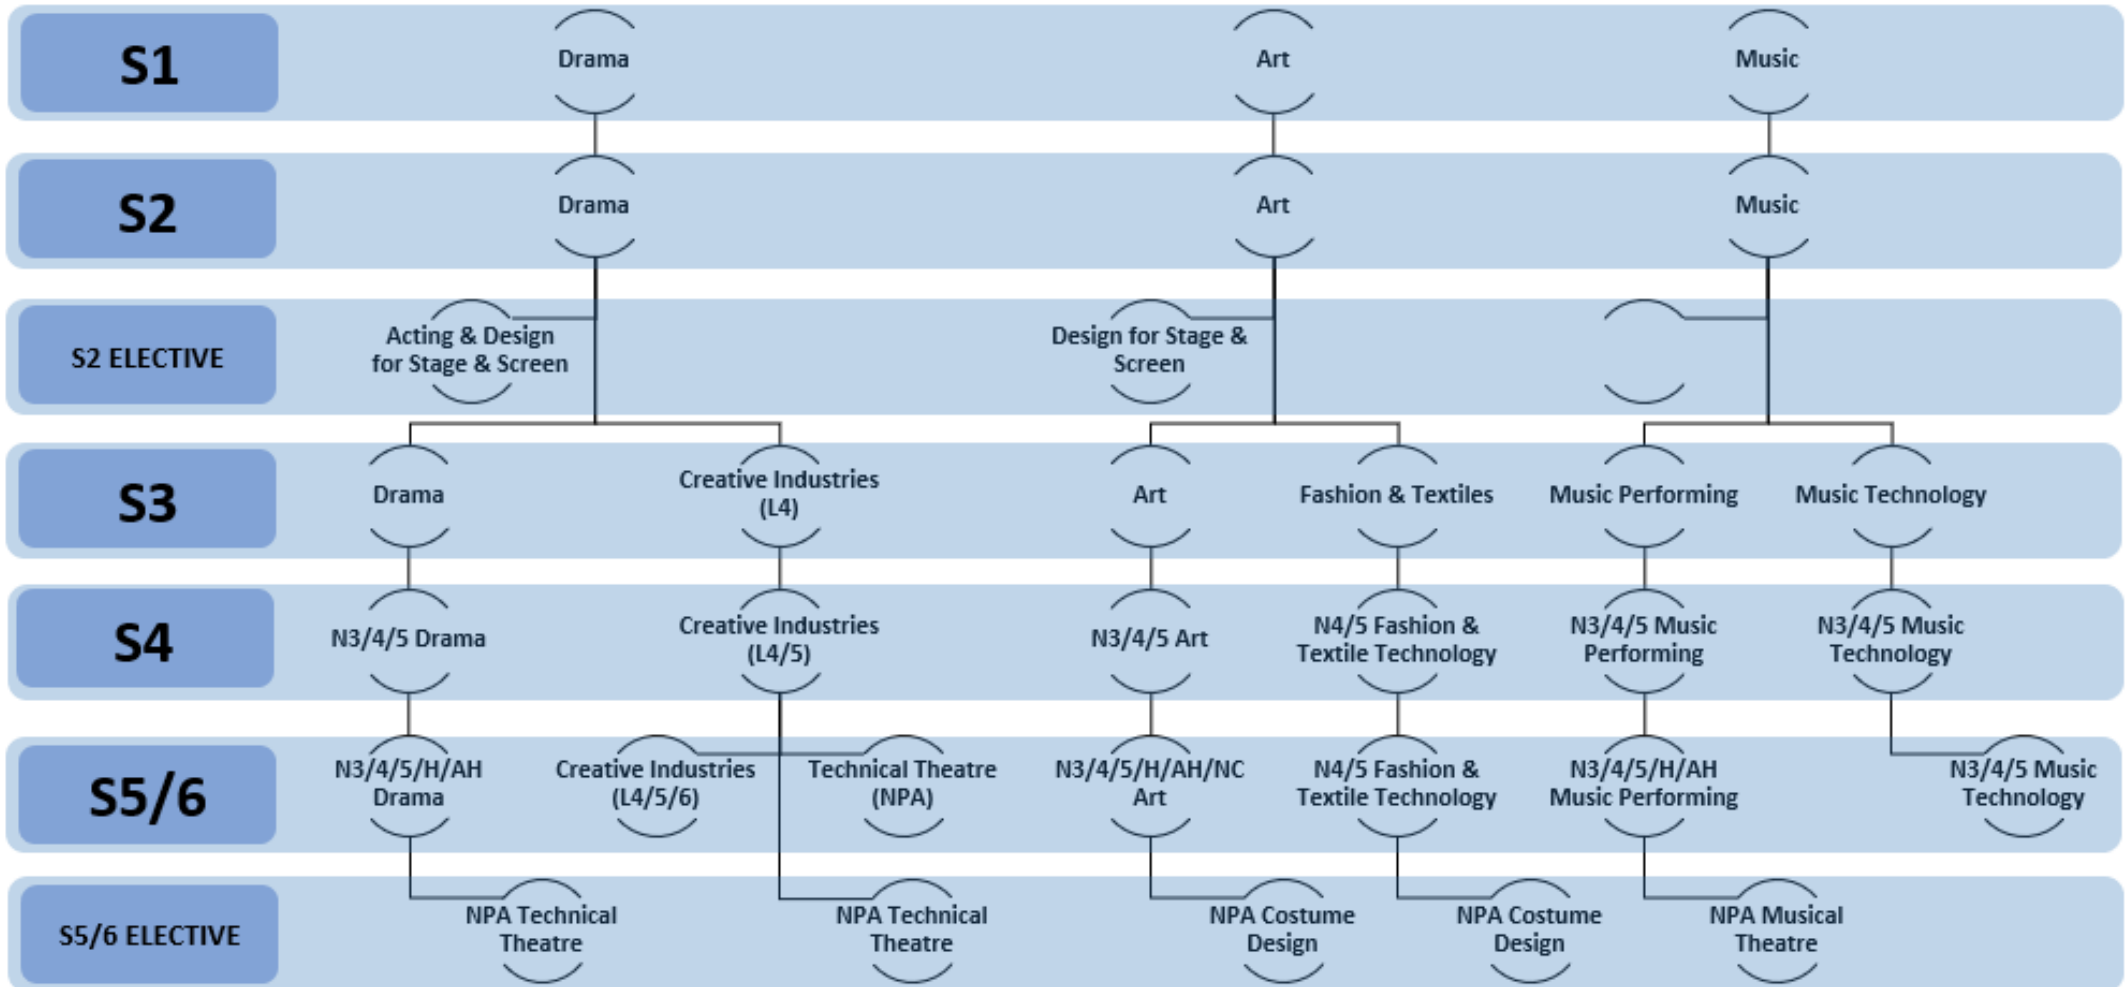 S1
Drama
Art
Music
S2
Drama
Art
Music
S2 ELECTIVE
Acting & Design
for Stage & Screen
Design for Stage &
Screen
S3
Drama
Creative Industries
(L4)
Art
Fashion & Textiles
Music Performing
Music Technology
S4
N3/4/5 Drama
Creative Industries
(L4/5)
N3/4/5 Art
N4/5 Fashion &
Textile Technology
N3/4/5 Music
Performing
N3/4/5 Music
Technology
S5/6
N3/4/5/H/AH
Drama
Creative Industries
(L4/5/6)
Technical Theatre
(NPA)
N3/4/5/H/AH/NC
Art
N4/5 Fashion &
Textile Technology
N3/4/5/H/AH
Music Performing
N3/4/5 Music
Technology
S5/6 ELECTIVE
NPA Technical
Theatre
NPA Technical
Theatre
NPA Costume
Design
NPA Costume
Design
NPA Musical
Theatre